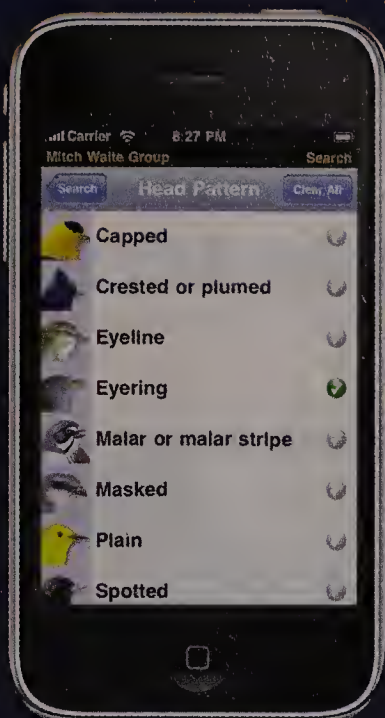 Carrier 8:27 PM
Mitch Waite Group Search
Search Head Pattern Clear All
Capped
Crested or plumed
Eyeline
Eyering
Malar or malar stripe
Masked
Plain
Spotted